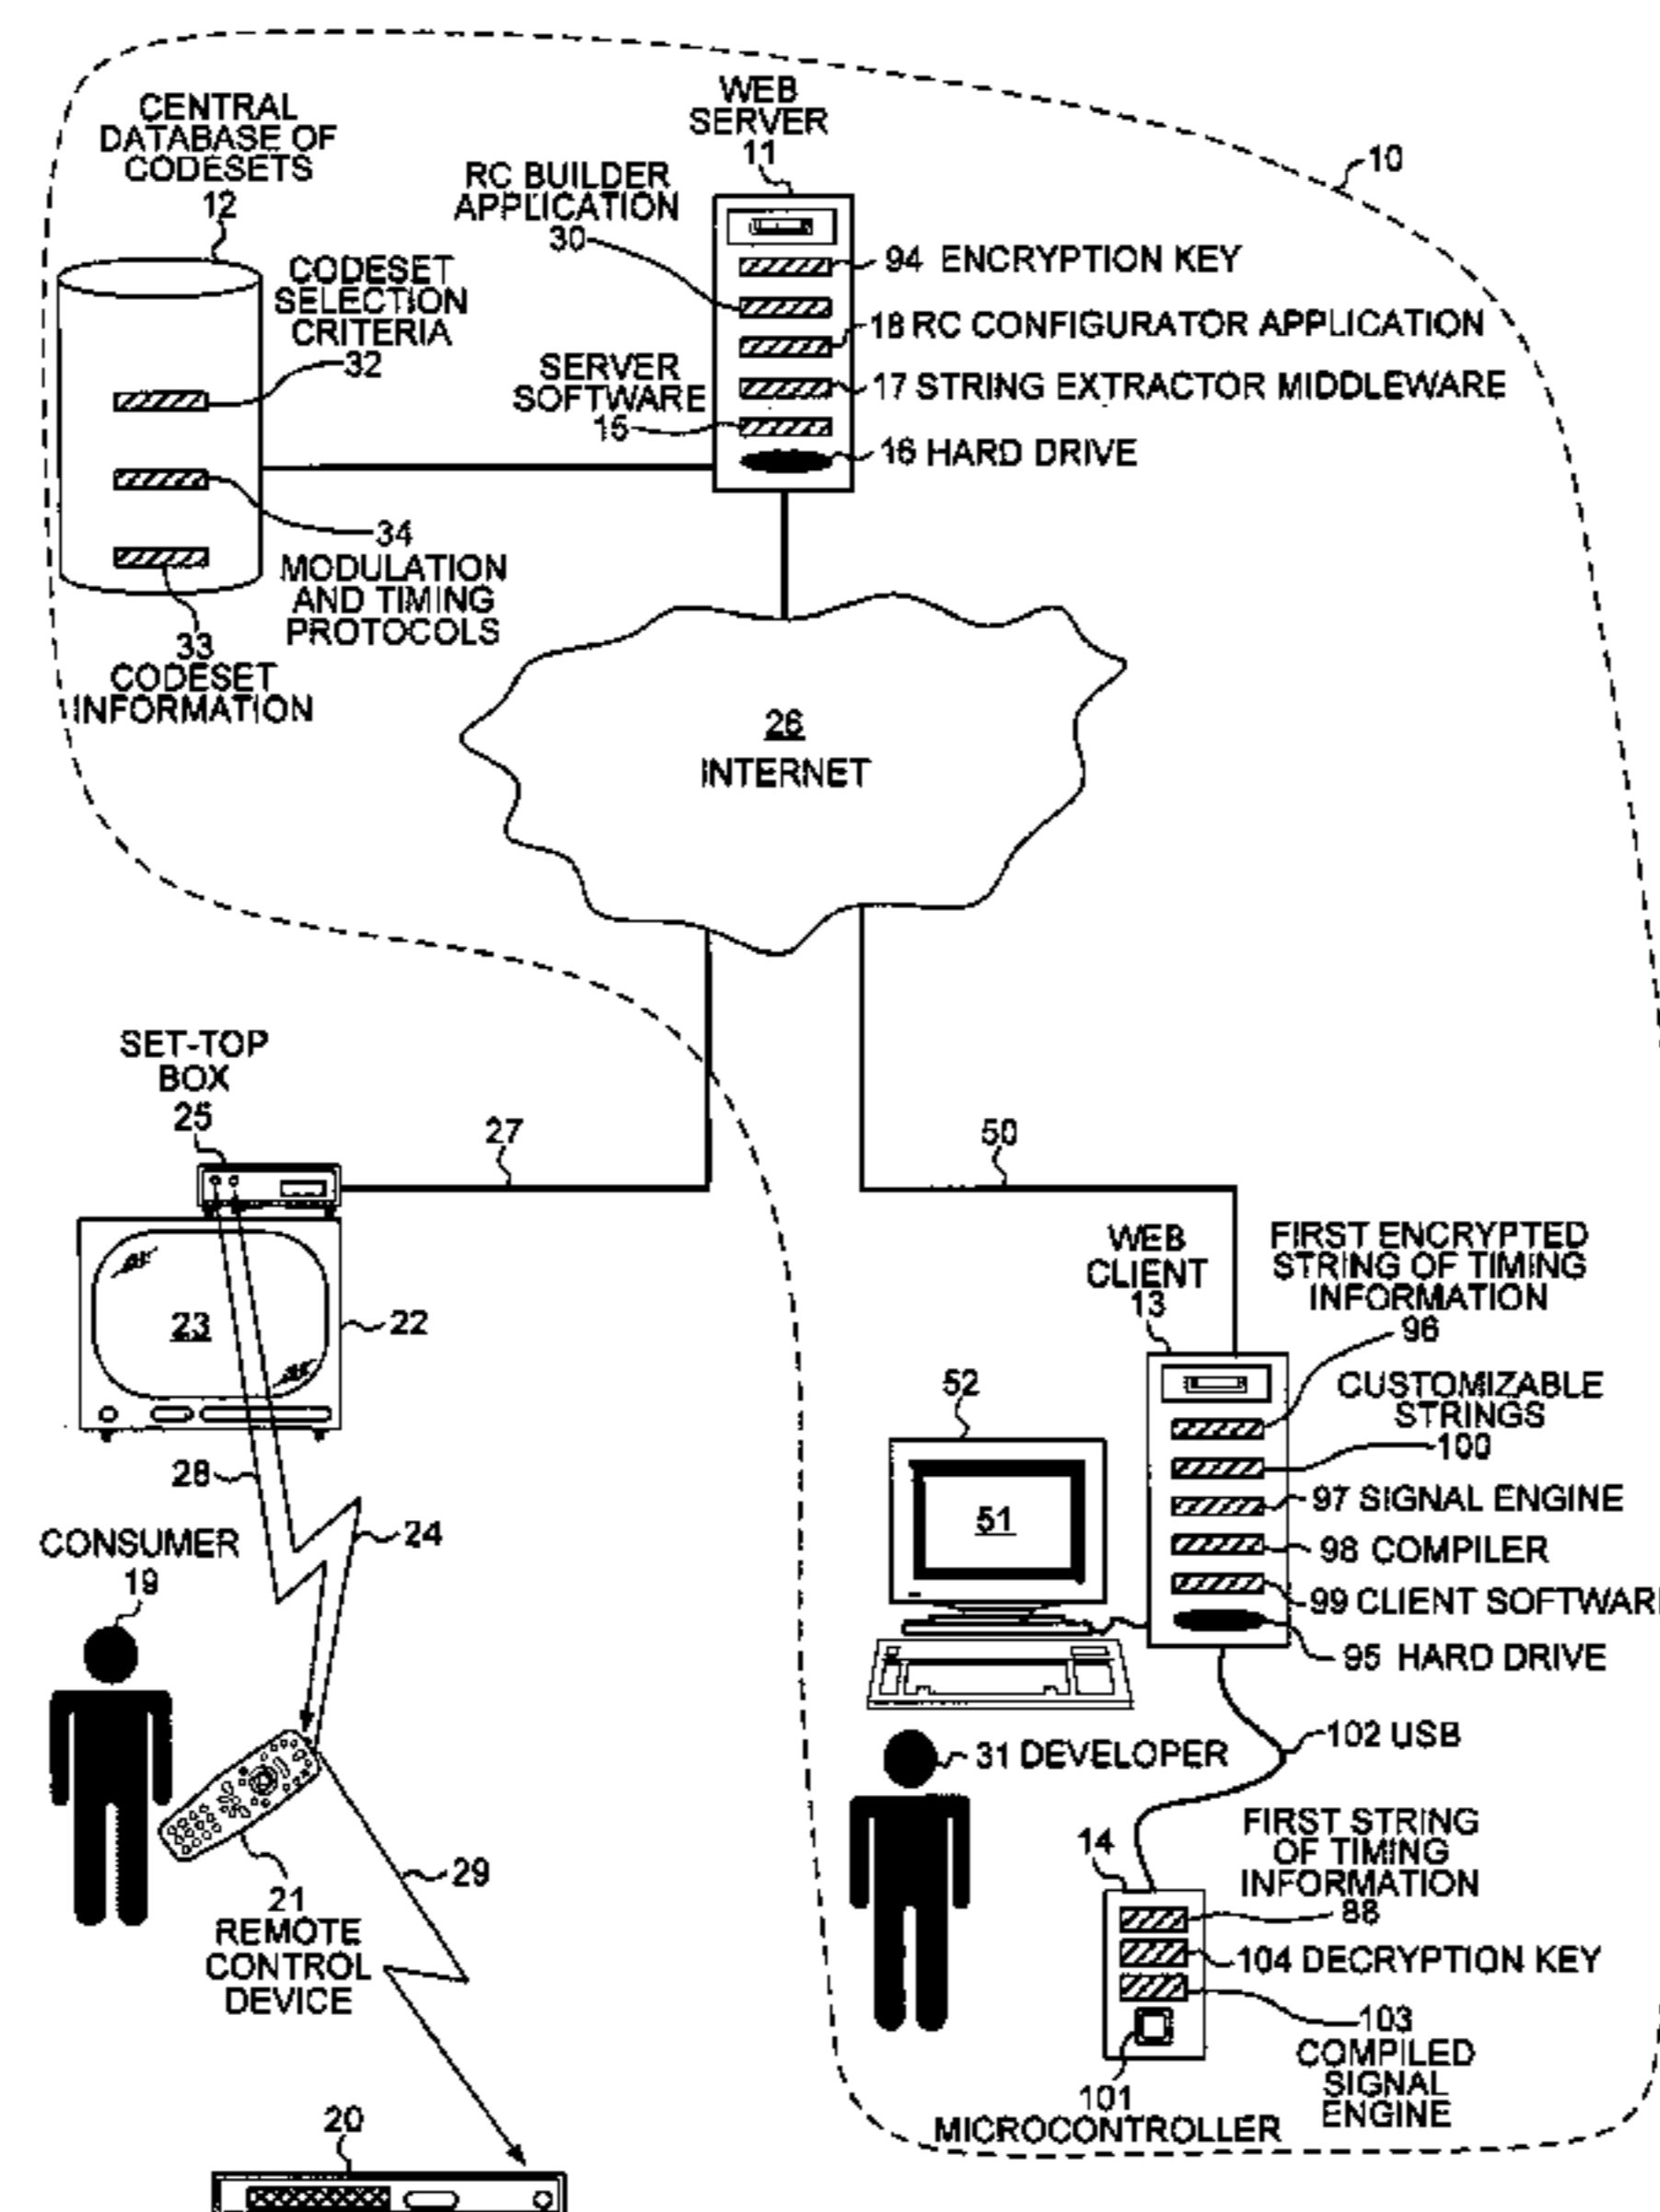 10
CENTRAL
DATABASE OF
CODESETS
12
WEB
SERVER
11
RC BUILDER
APPLICATION
30
CODESET
SELECTION
CRITERIA
32
SERVER
SOFTWARE
15
94 ENCRYPTION KEY
18 RC CONFIGURATOR APPLICATION
17 STRING EXTRACTOR MIDDLEWARE
16 HARD DRIVE
34
MODULATION
AND TIMING
PROTOCOLS
33
CODESET
INFORMATION
26
INTERNET
SET-TOP
BOX
25
27
50
23
22
28
24
CONSUMER
19
WEB
CLIENT
13
FIRST ENCRYPTED
STRING OF TIMING
INFORMATION
96
CUSTOMIZABLE
STRINGS
100
52
51
97 SIGNAL ENGINE
98 COMPILER
99 CLIENT SOFTWAR
95 HARD DRIVE
102 USB
31 DEVELOPER
29
21
REMOTE
CONTROL
DEVICE
14
FIRST STRING
OF TIMING
INFORMATION
88
104 DECRYPTION KEY
103
COMPILED
SIGNAL
ENGINE
101
MICROCONTROLLER
20